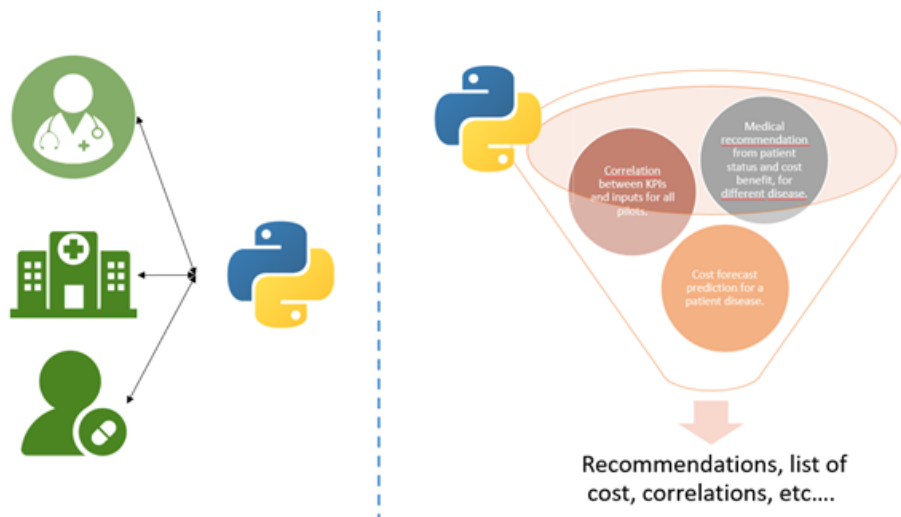 Medical
recommendation
from patient
status and cost
benefit, for
different disease.
Correlation
between KPIs
and inputs for all
pilots.
Cost forecast
prediction for a
patient disease.
Recommendations, list of
cost, correlations, etc....